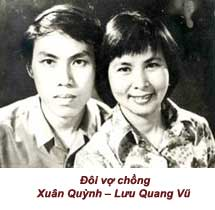 Đôi vợ chồng
Xuân Quỳnh – Lưu Quang Vũ